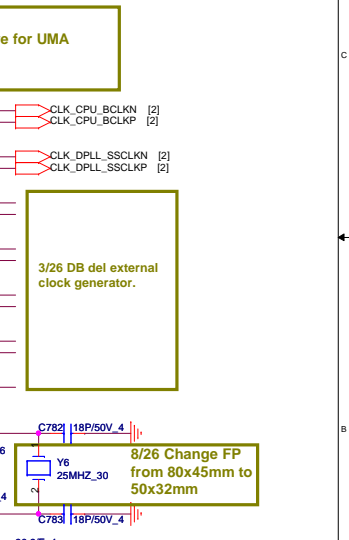 e for UMA
C
CLK_CPU_BCLKN [2]
CLK_CPU_BCLKP [2]
CLK_DPLL_SSCLKN [2]
CLK_DPLL_SSCLKP [2]
3/26 DB del external
clock generator.
C782 18P/50V_4
B
6
1
Y6
25MHZ_30
2
4
8/26 Change FP
from 80x45mm to
50x32mm
C783 18P/50V_4